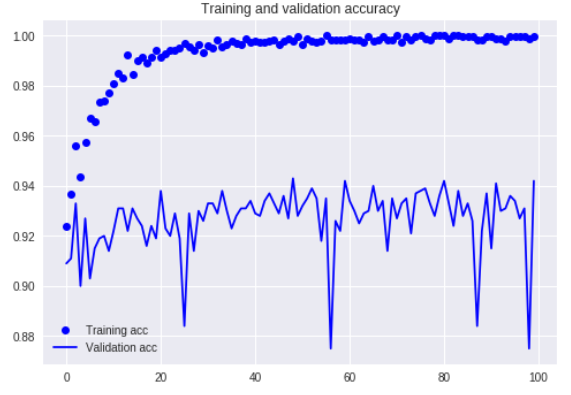 Training and validation accuracy
1.00
0.98
0.96
0.94
0.92
0.90
0.88
Training acc
Validation acc
0 20 40 60 80 100